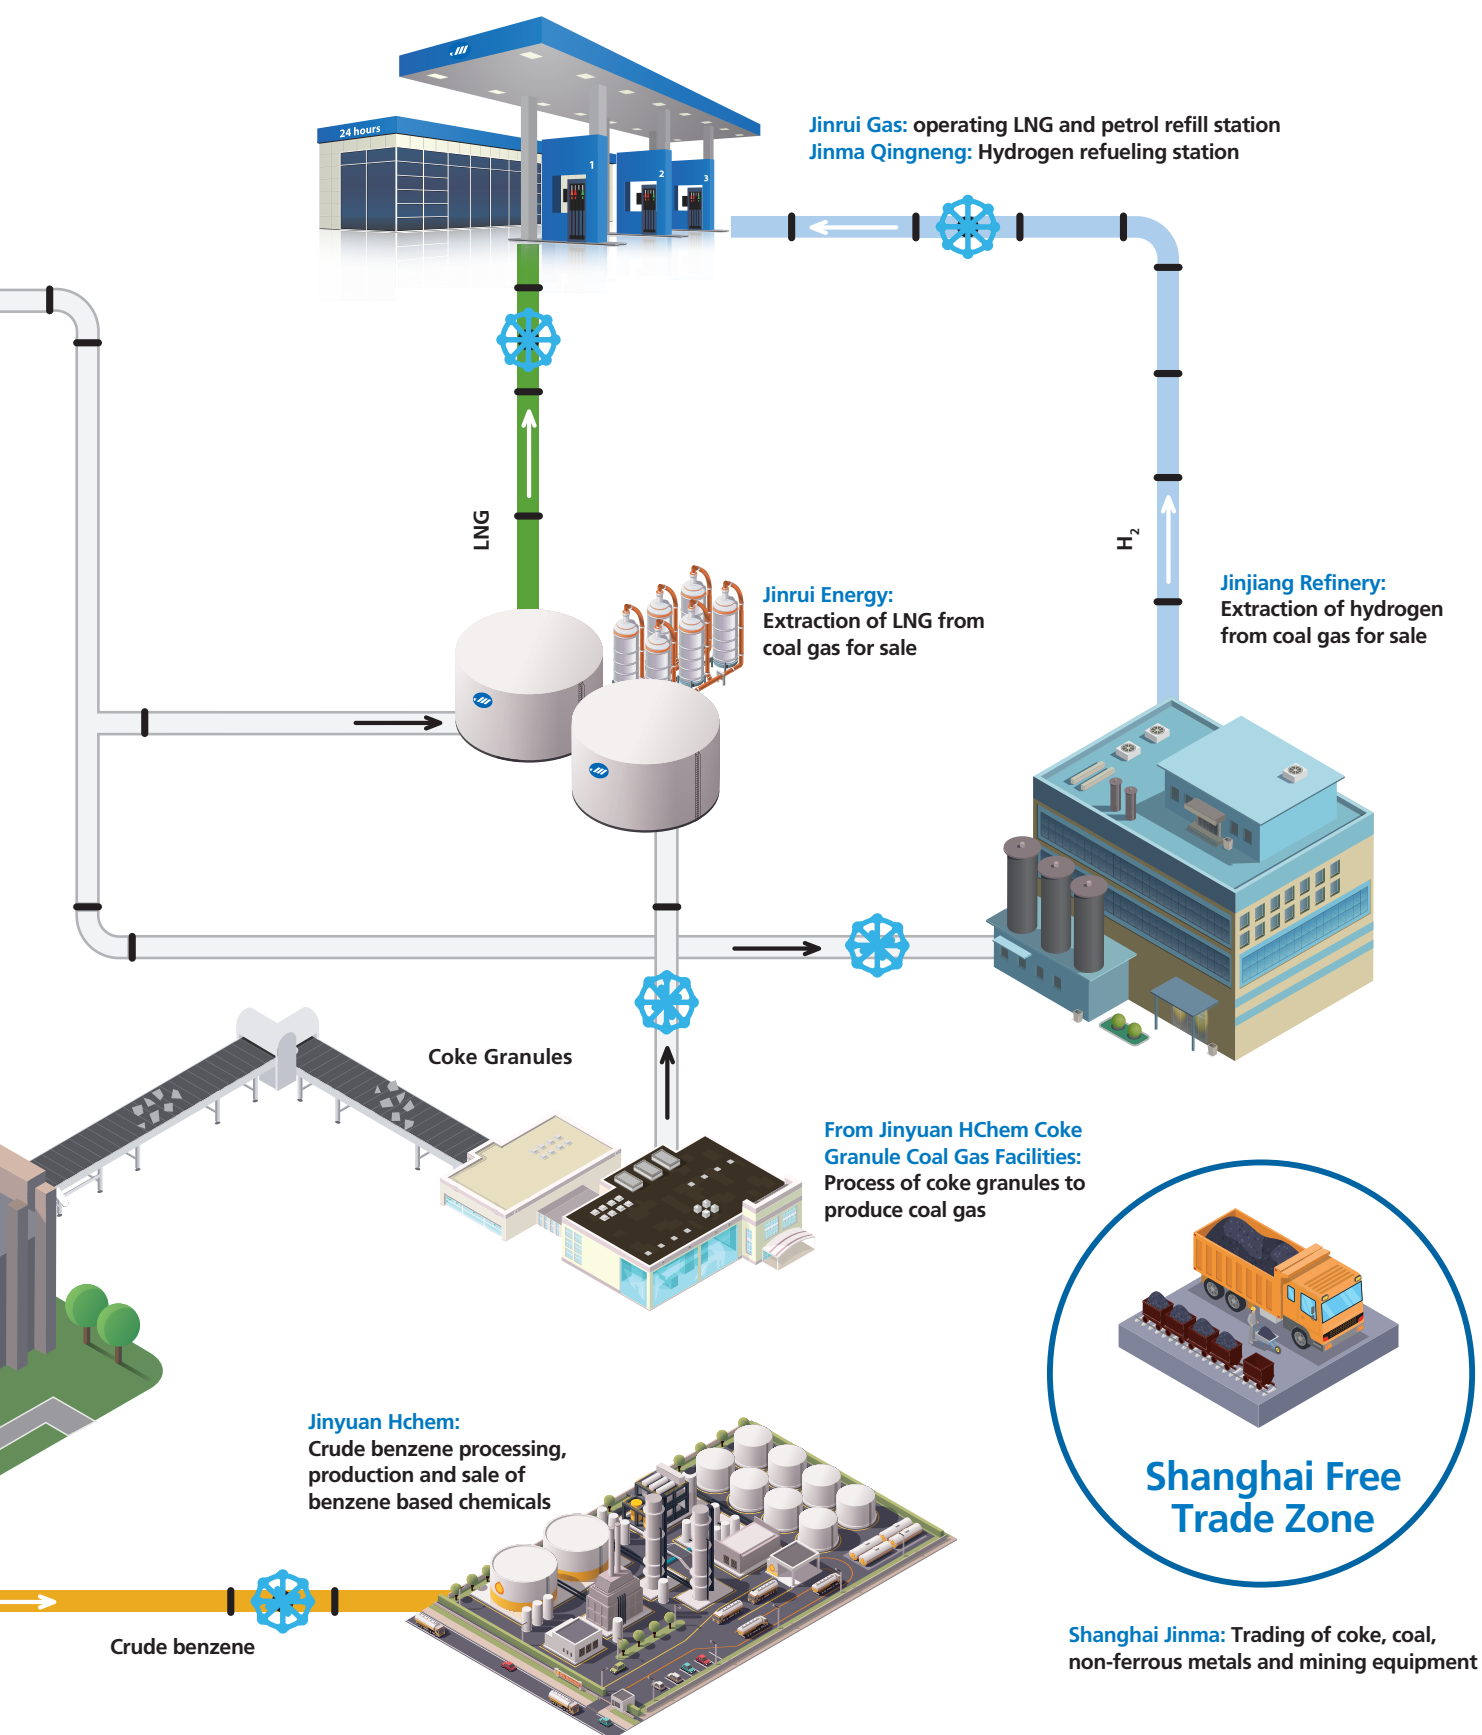 24 hours
1
2
3
Jinrui Gas: operating LNG and petrol refill station
Jinma Qingneng: Hydrogen refueling station
LNG
H2
Jinrui Energy:
Extraction of LNG from
coal gas for sale
Jinjiang Refinery:
Extraction of hydrogen
from coal gas for sale
Coke Granules
From Jinyuan HChem Coke
Granule Coal Gas Facilities:
Process of coke granules to
produce coal gas
Jinyuan Hchem:
Crude benzene processing,
production and sale of
benzene based chemicals
Shanghai Free
Trade Zone
Crude benzene
Shanghai Jinma: Trading of coke, coal,
non-ferrous metals and mining equipment